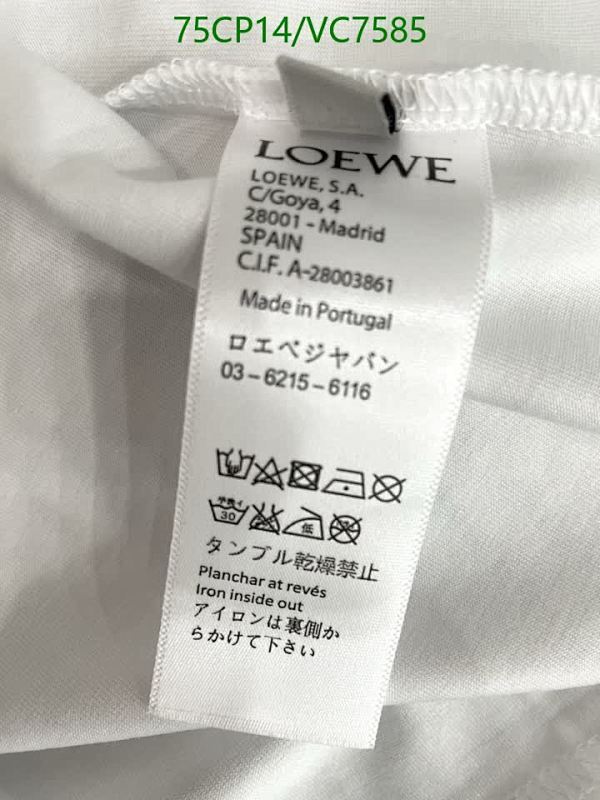 75CP14/VC7585
LOEWE
LOEWE, S.A.
C/Goya, 4
28001 - Madrid
SPAIN
C.I.F. A-28003861
Made in Portugal
ロエベジャパン
03-6215-6116
30
低
タンブル乾燥禁止
Planchar at revés
Iron inside out
アイロンは裏側か
らかけて下さい